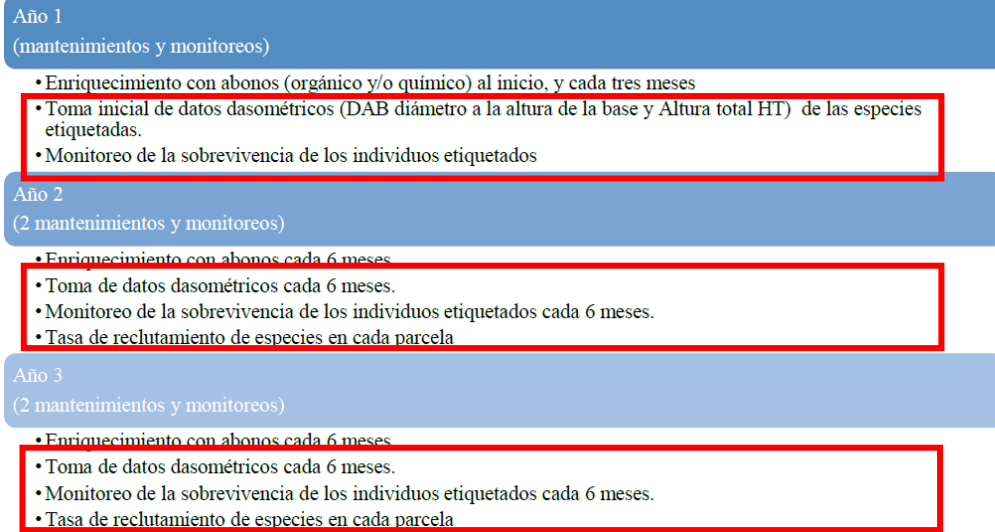 Año 1
(mantenimientos y monitoreos)
• Enriquecimiento con abonos (orgánico y/o químico) al inicio, y cada tres meses
• Toma inicial de datos dasométricos (DAB diámetro a la altura de la base y Altura total HT) de las especies
etiquetadas.
• Monitoreo de la sobrevivencia de los individuos etiquetados
Año 2
(2 mantenimientos y monitoreos)
• Enriquecimiento con abonos cada 6 meses
• Toma de datos dasométricos cada 6 meses.
• Monitoreo de la sobrevivencia de los individuos etiquetados cada 6 meses.
• Tasa de reclutamiento de especies en cada parcela
Año 3
(2 mantenimientos y monitoreos)
• Enriquecimiento con abonos cada 6 meses
• Toma de datos dasométricos cada 6 meses.
• Monitoreo de la sobrevivencia de los individuos etiquetados cada 6 meses.
• Tasa de reclutamiento de especies en cada parcela